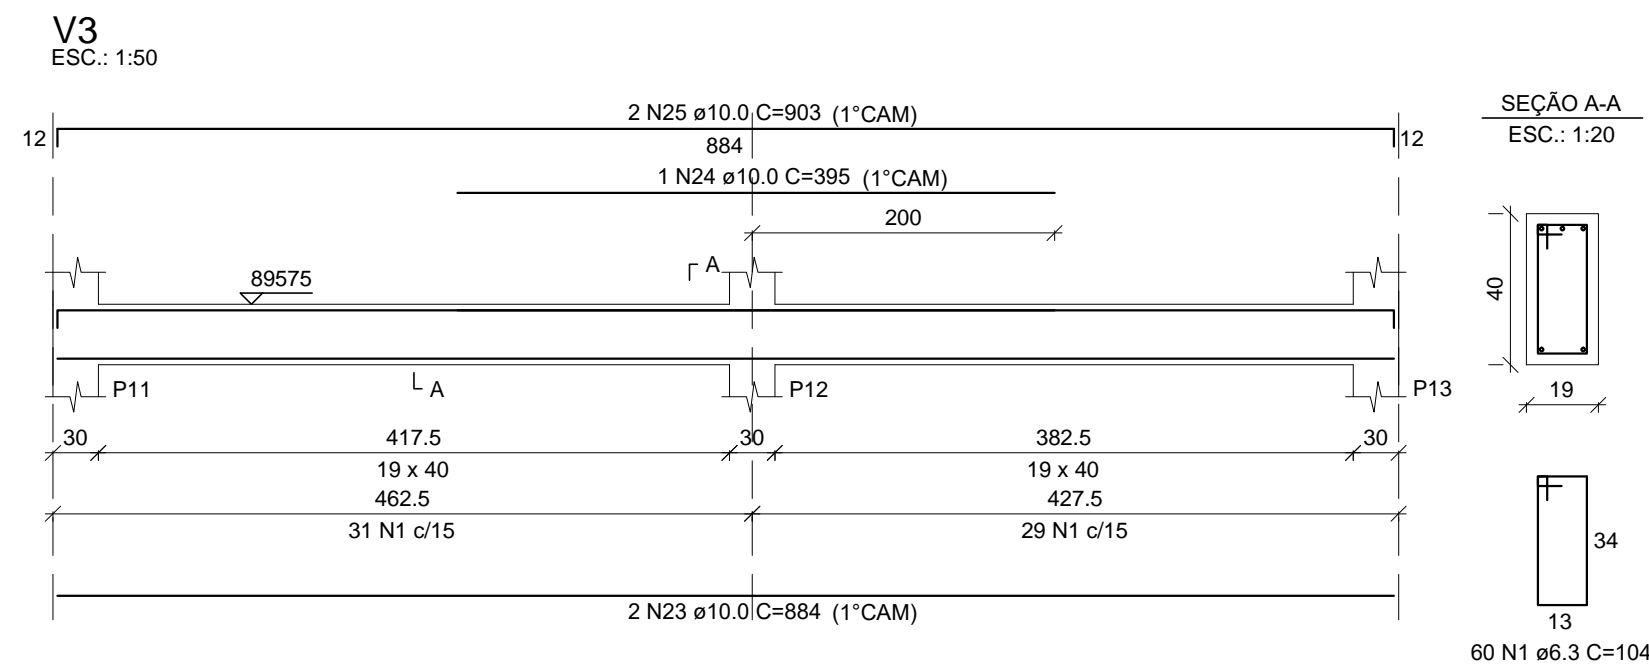 V3
ESC.: 1:50
2 N25 ø10.0 C=903 (1°CAM)
12
884
12
1 N24 ø10.0 C=395 (1°CAM)
200
A
89575
P11
A
P12
P13
30
417.5
30
382.5
30
19 x 40
19 x 40
462.5
427.5
31 N1 c/15
29 N1 c/15
2 N23 ø10.0 C=884 (1°CAM)
SEÇÃO A-A
ESC.: 1:20
40
19
34
13
60 N1 ø6.3 C=104